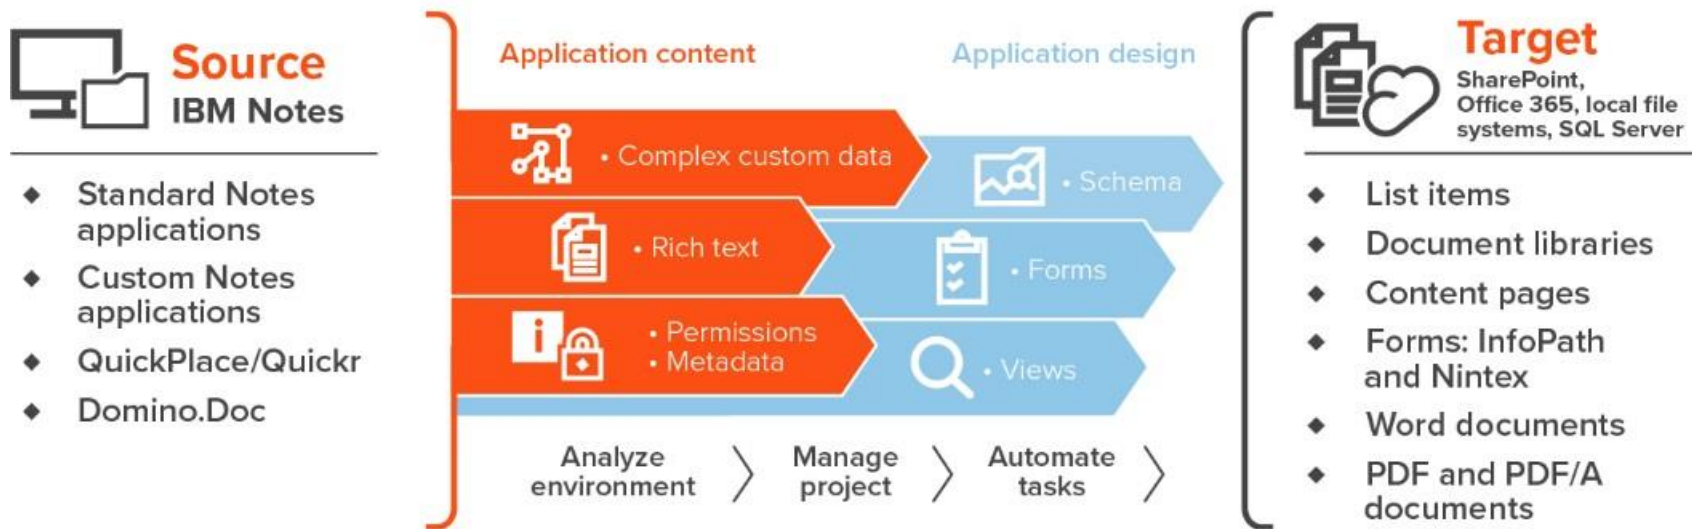 Source
IBM Notes
◆ Standard Notes
applications
◆ Custom Notes
applications
◆ QuickPlace/Quickr
◆ Domino.Doc
Application content
Application design
• Complex custom data
• Schema
• Rich text
• Forms
i
• Permissions
• Metadata
• Views
Analyze
environment
Manage
project
Automate
tasks
Target
SharePoint,
Office 365, local file
systems, SQL Server
◆ List items
◆ Document libraries
◆ Content pages
◆ Forms: InfoPath
and Nintex
◆ Word documents
◆ PDF and PDF/A
documents